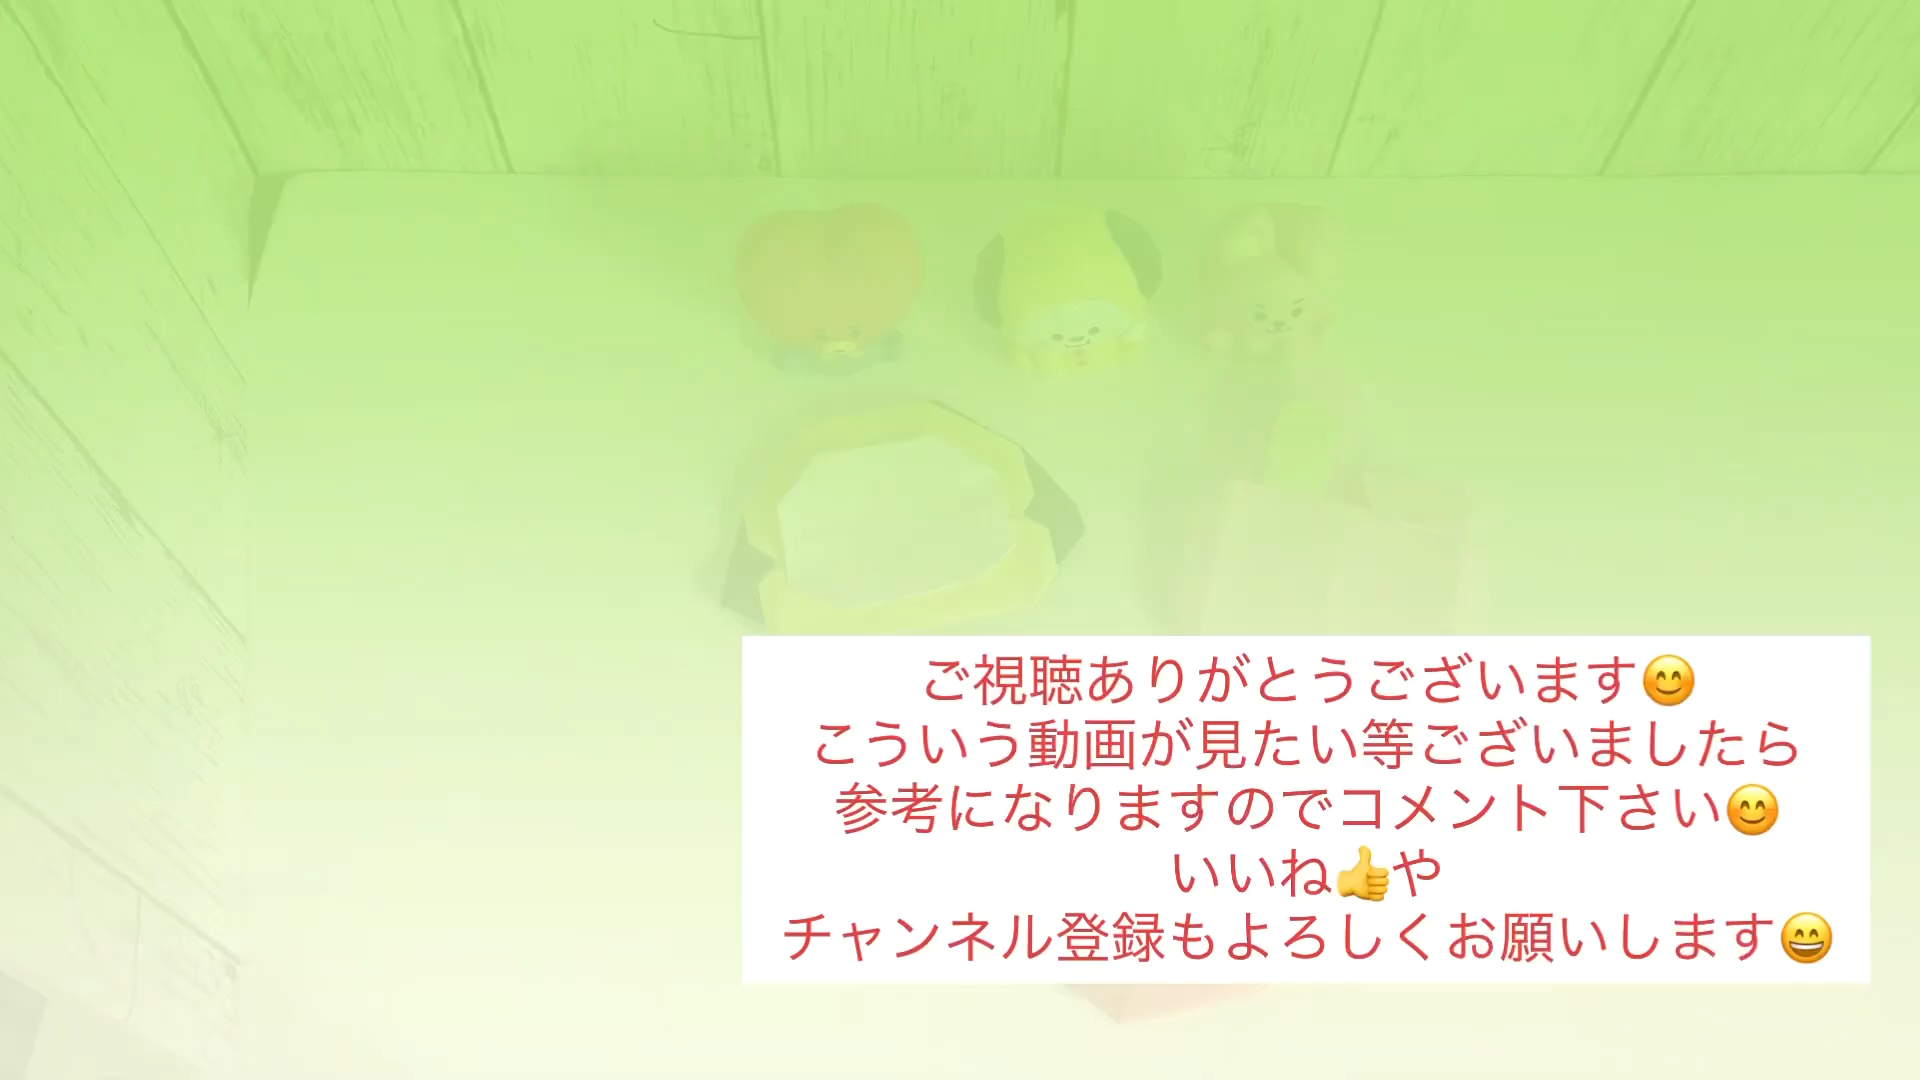 ご視聴ありがとうございます😊
こういう動画が見たい等ございましたら
参考になりますのでコメント下さい😊
いいね👍や
チャンネル登録もよろしくお願いします😄